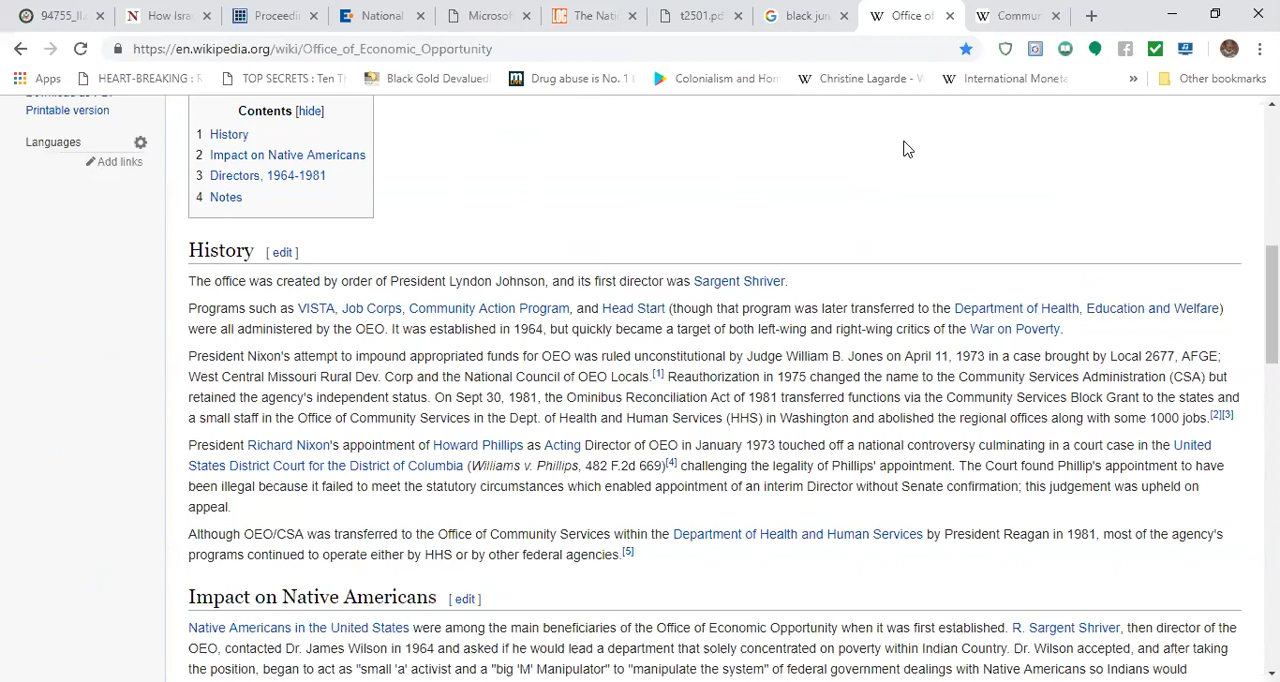 94755_Il
How Isra
Proceedi
National
Microsof
The Nati
t2501.pd
black jun
Office of
Commun
https://en.wikipedia.org/wiki/Office_of_Economic_Opportunity
Apps
HEART-BREAKING : R
TOP SECRETS : Ten Th
Black Gold Devalued
Drug abuse is No. 1
Colonialism and Hom
Christine Lagarde - W
International Moneta
»
Other bookmarks
Printable version
Languages
Add links
Contents [hide]
1 History
2 Impact on Native Americans
3 Directors, 1964-1981
4 Notes
History [ edit ]
The office was created by order of President Lyndon Johnson, and its first director was Sargent Shriver.
Programs such as VISTA, Job Corps, Community Action Program, and Head Start (though that program was later transferred to the Department of Health, Education and Welfare)
were all administered by the OEO. It was established in 1964, but quickly became a target of both left-wing and right-wing critics of the War on Poverty.
President Nixon's attempt to impound appropriated funds for OEO was ruled unconstitutional by Judge William B. Jones on April 11, 1973 in a case brought by Local 2677, AFGE;
West Central Missouri Rural Dev. Corp and the National Council of OEO Locals.[1] Reauthorization in 1975 changed the name to the Community Services Administration (CSA) but
retained the agency's independent status. On Sept 30, 1981, the Ominibus Reconciliation Act of 1981 transferred functions via the Community Services Block Grant to the states and
a small staff in the Office of Community Services in the Dept. of Health and Human Services (HHS) in Washington and abolished the regional offices along with some 1000 jobs.[2][3]
President Richard Nixon's appointment of Howard Phillips as Acting Director of OEO in January 1973 touched off a national controversy culminating in a court case in the United
States District Court for the District of Columbia (Williams v. Phillips, 482 F.2d 669)[4] challenging the legality of Phillips' appointment. The Court found Phillip's appointment to have
been illegal because it failed to meet the statutory circumstances which enabled appointment of an interim Director without Senate confirmation; this judgement was upheld on
appeal.
Although OEO/CSA was transferred to the Office of Community Services within the Department of Health and Human Services by President Reagan in 1981, most of the agency's
programs continued to operate either by HHS or by other federal agencies.[5]
Impact on Native Americans [ edit ]
Native Americans in the United States were among the main beneficiaries of the Office of Economic Opportunity when it was first established. R. Sargent Shriver, then director of the
OEO, contacted Dr. James Wilson in 1964 and asked if he would lead a department that solely concentrated on poverty within Indian Country. Dr. Wilson accepted, and after taking
the position, began to act as "small 'a' activist and a "big 'M' Manipulator" to "manipulate the system" of federal government dealings with Native Americans so Indians would